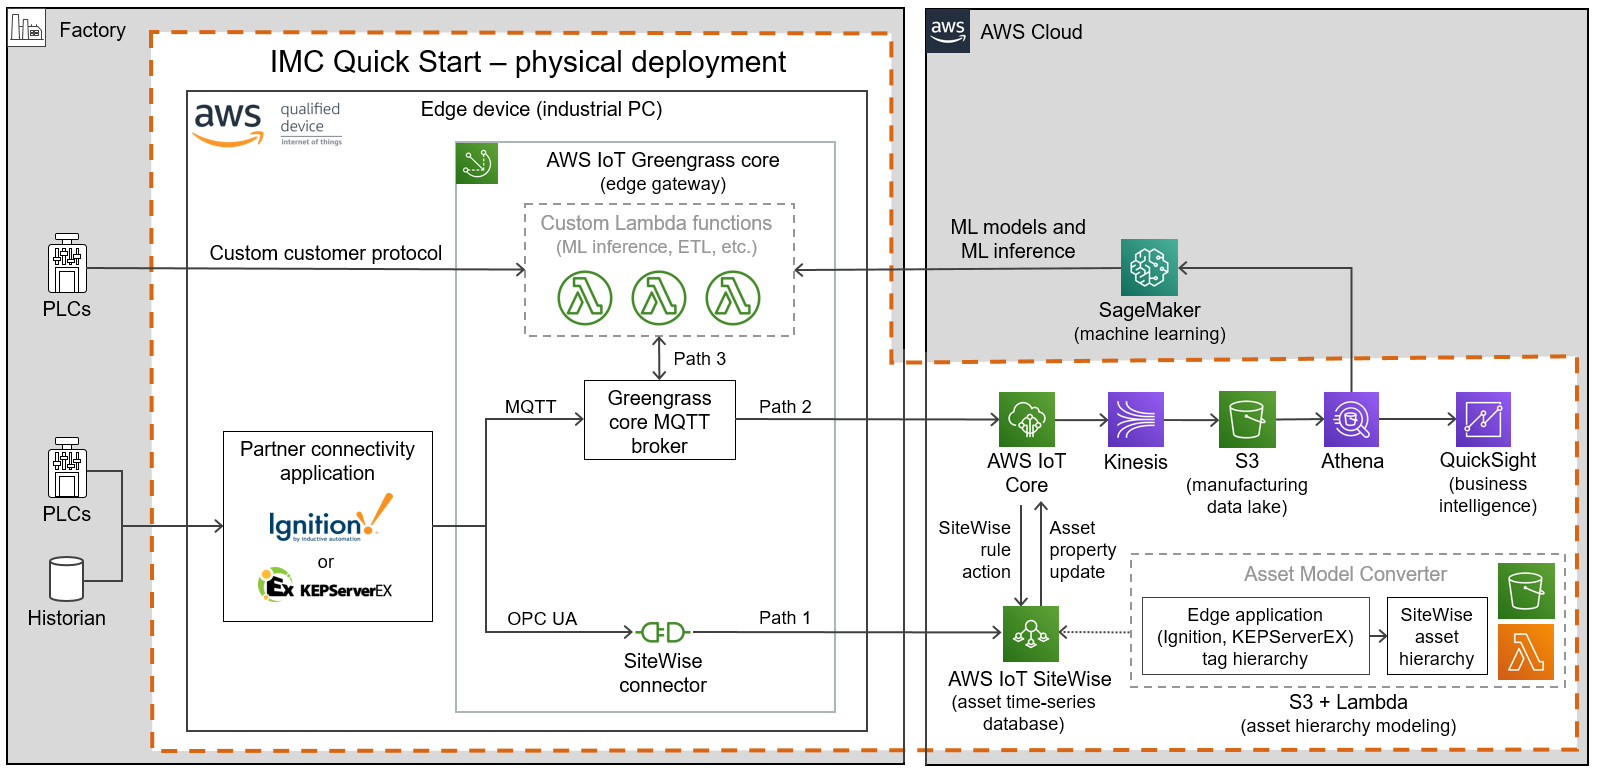 Factory
IMC Quick Start – physical deployment
aws
qualified
device
internet of things
Edge device (industrial PC)
AWS IoT Greengrass core
(edge gateway)
Custom Lambda functions
(ML inference, ETL, etc.)
Custom customer protocol
PLCs
Path 3
MQTT
Greengrass
core MQTT
broker
Path 2
Partner connectivity
application
Ignition!
by inductive automation
or
Ex KEPServerEX
PLCs
Historian
OPC UA
SiteWise
connector
Path 1
aws
AWS Cloud
ML models and
ML inference
SageMaker
(machine learning)
AWS IoT
Core
Kinesis
S3
(manufacturing
data lake)
Athena
QuickSight
(business
intelligence)
SiteWise
rule
action
Asset
property
update
AWS IoT SiteWise
(asset time-series
database)
Asset Model Converter
Edge application
(Ignition, KEPServerEX)
tag hierarchy
SiteWise
asset
hierarchy
S3 + Lambda
(asset hierarchy modeling)